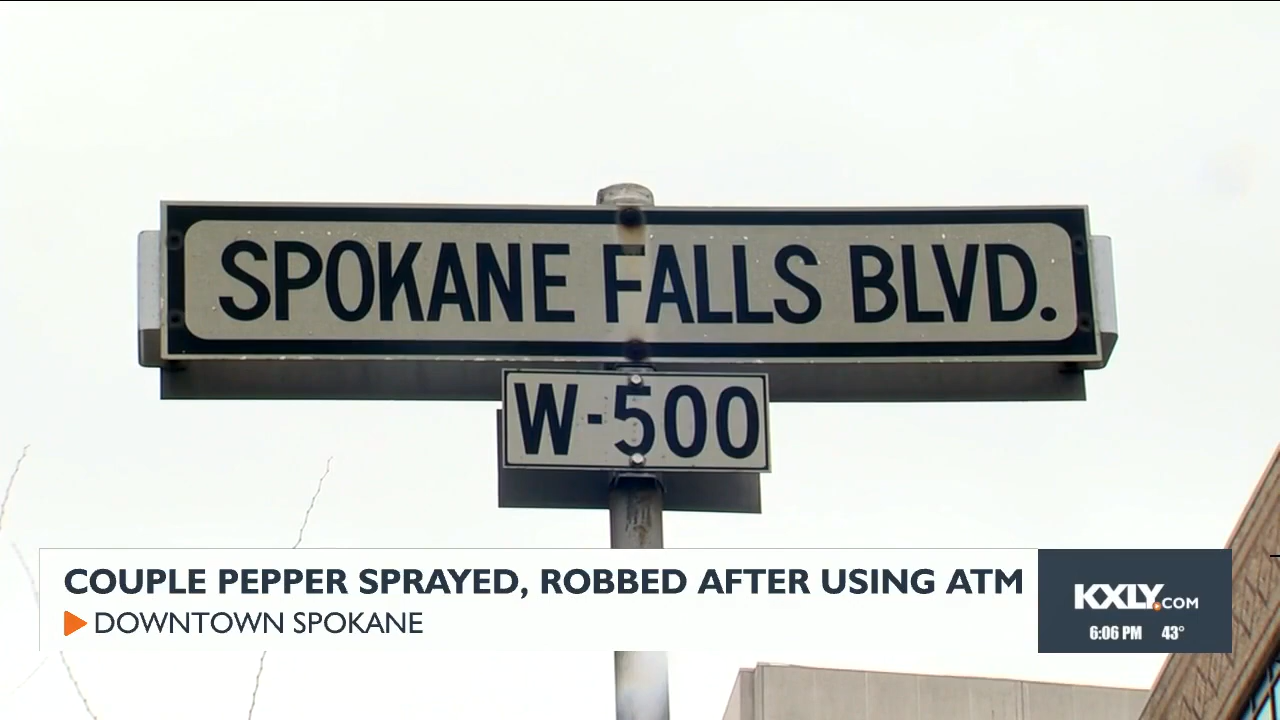 SPOKANE FALLS BLVD.
W-500
COUPLE PEPPER SPRAYED, ROBBED AFTER USING ATM
DOWNTOWN SPOKANE
KXLY.COM
6:06 PM 43°